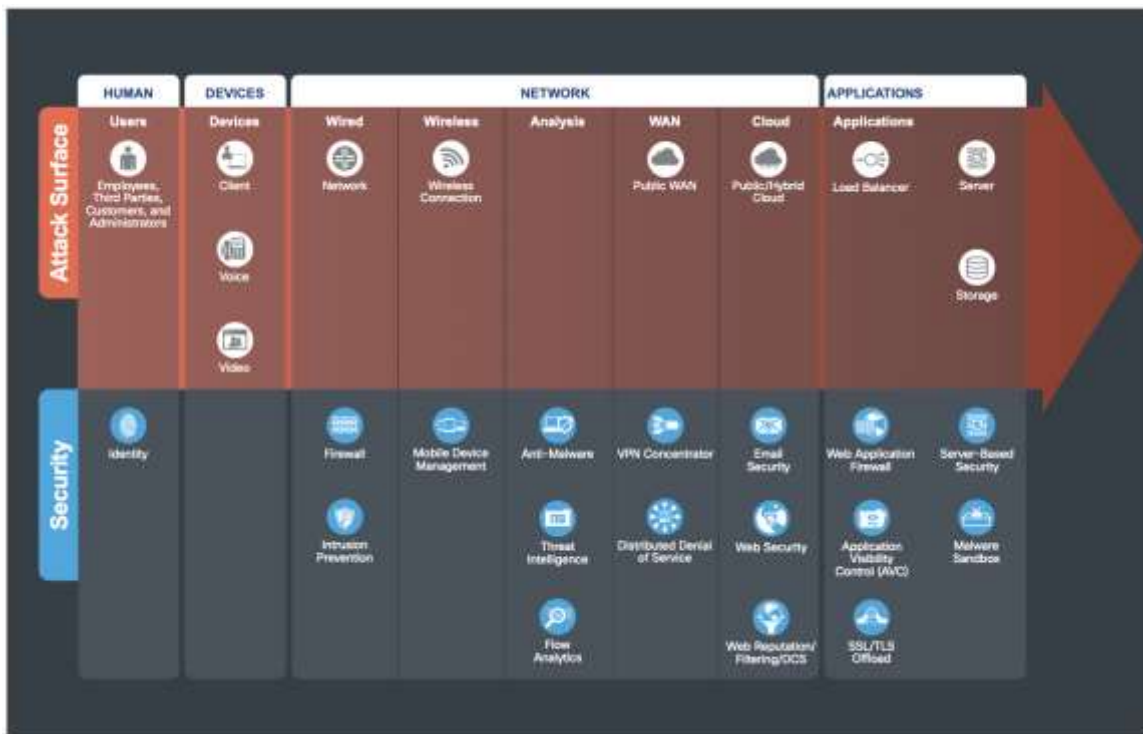 HUMAN
DEVICES
NETWORK
APPLICATIONS
Attack Surface
Users
Devices
Wired
Wireless
Analysis
WAN
Cloud
Applications
Employees,
Third Parties,
Customers, and
Administrators
Client
Network
Wireless
Connection
Public WAN
Public/Hybrid
Cloud
Load Balancer
Server
Voice
Storage
Video
Security
Identity
Firewall
Mobile Device
Management
Anti-Malware
VPN Concentrator
Email
Security
Web Application
Firewall
Server-Based
Security
Intrusion
Prevention
Threat
Intelligence
Distributed Denial
of Service
Web Security
Application
Visibility
Control (AVC)
Malware
Sandbox
Flow
Analytics
Web Reputation/
Filtering/DCS
SSL/TLS
Offload